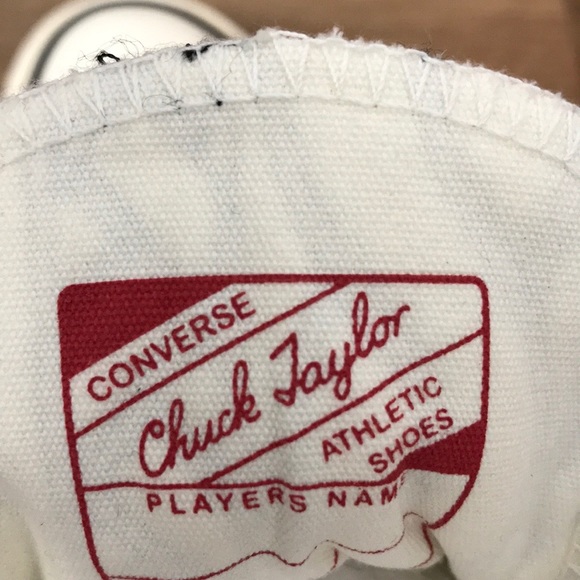 CONVERSE
Chuck Taylor
ATHLETIC
SHOES
PLAYERS